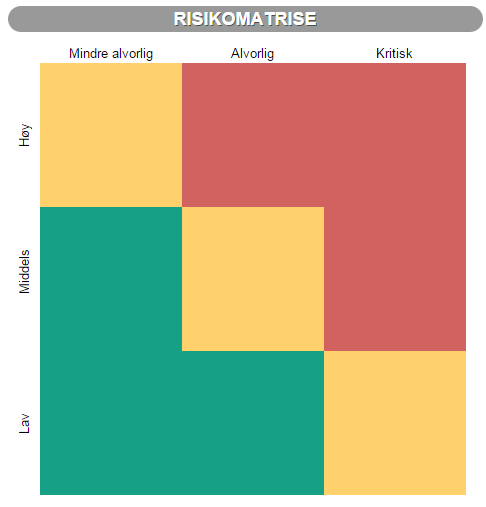 RISIKOMATRISE
Mindre alvorlig
Alvorlig
Kritisk
Høy
Middels
Lav